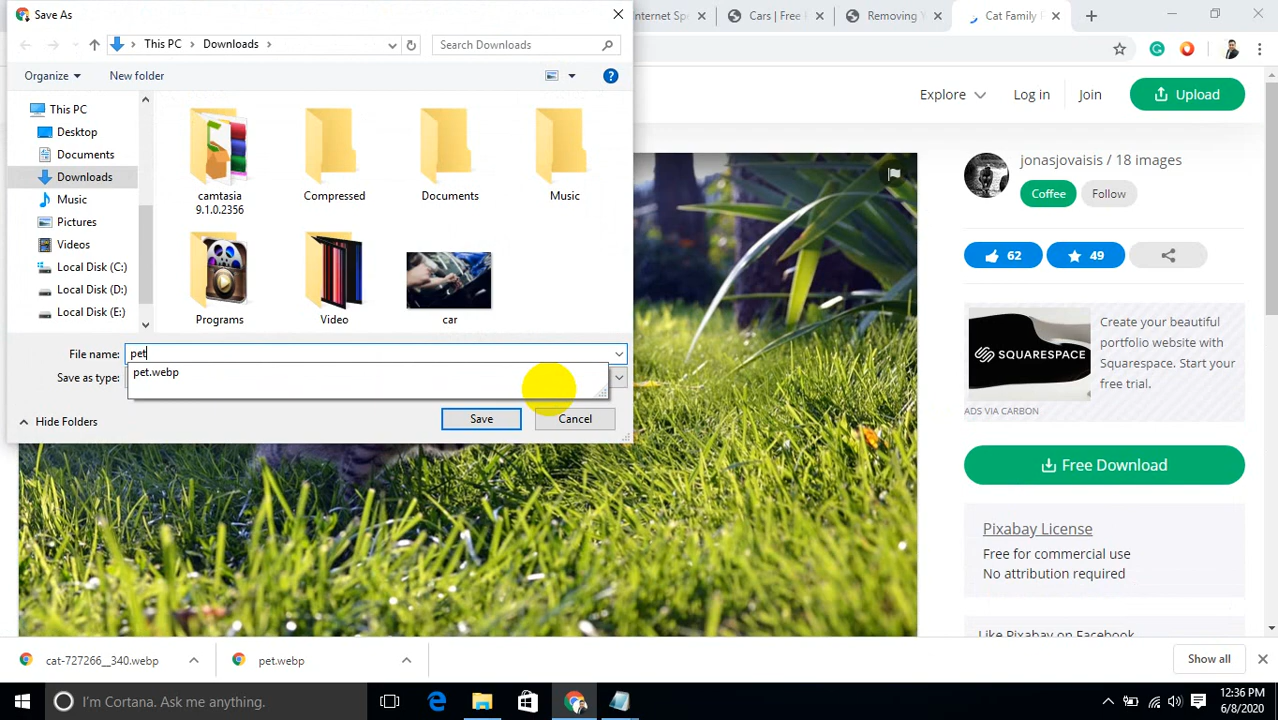 Save As
This PC
Downloads
Search Downloads
Organize
New folder
This PC
Desktop
Documents
Downloads
Music
Pictures
Videos
Local Disk (C:)
Local Disk (D:)
Local Disk (E:)
camtasia
9.1.0.2356
Compressed
Documents
Music
Programs
Video
car
File name:
pet
Save as type:
pet.webp
Hide Folders
Save
Cancel
nternet Spe
Cars | Free
Removing Y
Cat Family
Explore
Log in
Join
Upload
jonasjovaisis / 18 images
Coffee
Follow
62
49
SQUARESPACE
Create your beautiful
portfolio website with
Squarespace. Start your
free trial.
ADS VIA CARBON
Free Download
Pixabay License
Free for commercial use
No attribution required
Like Pixabay on Facebook
cat-727266__340.webp
pet.webp
Show all
I'm Cortana. Ask me anything.
12:36 PM
6/8/2020